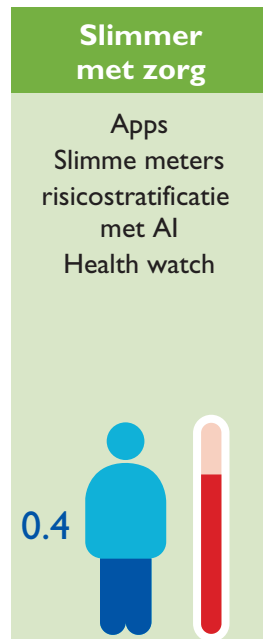 Slimmer
met zorg
Apps
Slimme meters
risicostratificatie
met AI
Health watch
0.4